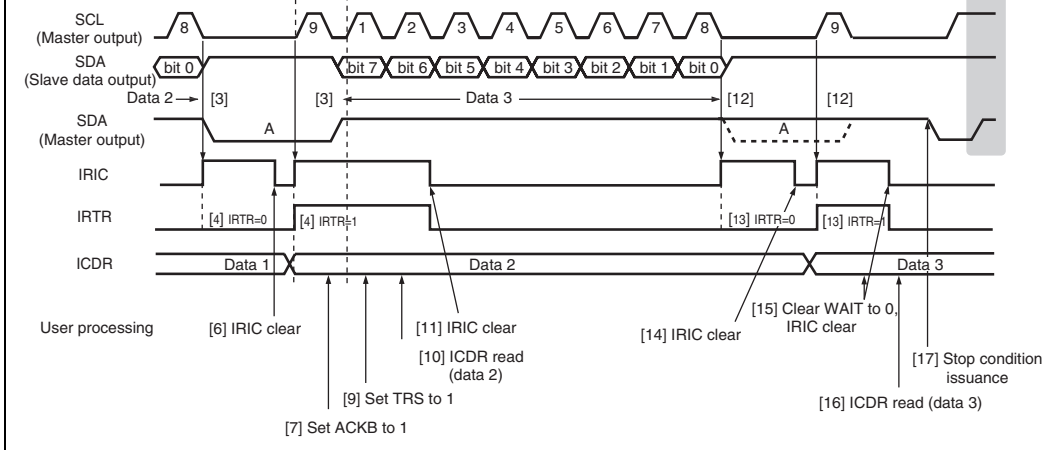 SCL
(Master output)
8 9 1 2 3 4 5 6 7 8 9
SDA
(Slave data output)
bit 0 bit 7 bit 6 bit 5 bit 4 bit 3 bit 2 bit 1 bit 0
Data 2 [3] [3] Data 3 [12] [12]
SDA
(Master output)
A A
IRIC
IRTR
[4] IRTR=0 [4] IRTR=1 [13] IRTR=0 [13] IRTR=1
ICDR
Data 1 Data 2 Data 3
User processing
[6] IRIC clear
[11] IRIC clear
[14] IRIC clear
[15] Clear WAIT to 0,
IRIC clear
[10] ICDR read
(data 2)
[17] Stop condition
issuance
[9] Set TRS to 1
[16] ICDR read (data 3)
[7] Set ACKB to 1